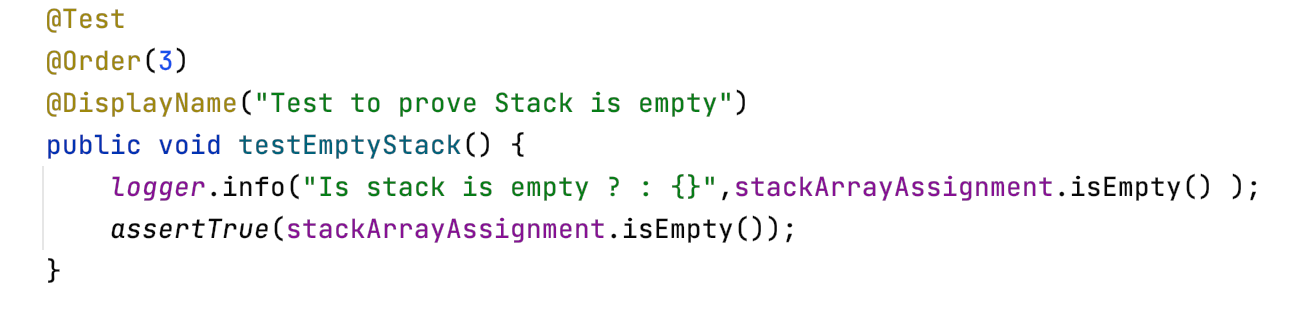 @Test
@Order(3)
@DisplayName("Test to prove Stack is empty")
public void testEmptyStack() {
logger.info("Is stack is empty ? : {}",stackArrayAssignment.isEmpty() );
assertTrue(stackArrayAssignment.isEmpty());
}